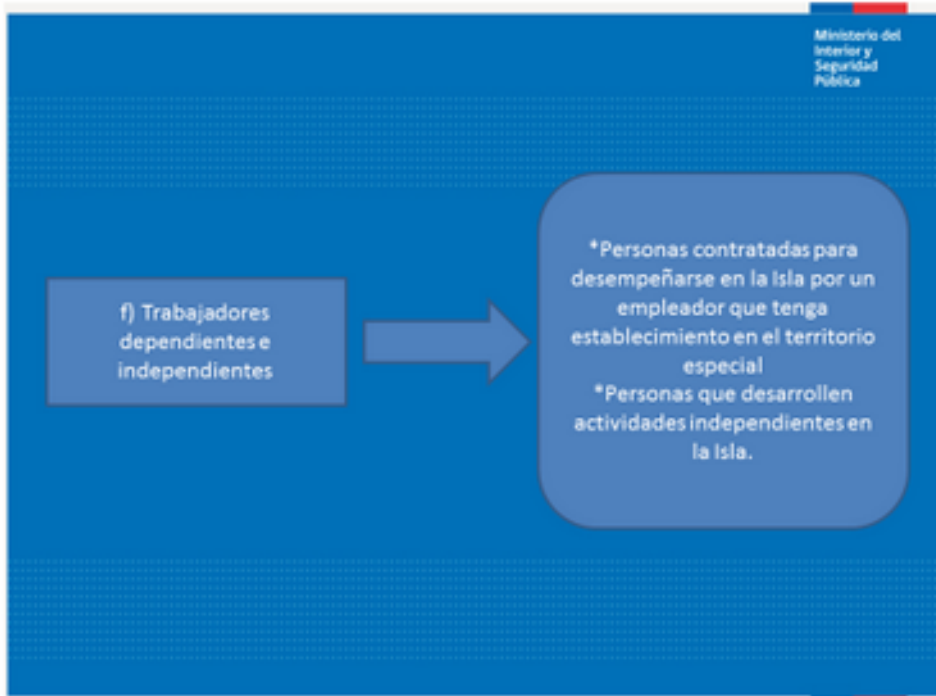 Ministerio del
Interior y
Seguridad
Pública
f) Trabajadores
dependientes e
independientes
*Personas contratadas para
desempeñarse en la Isla por un
empleador que tenga
establecimiento en el territorio
especial
*Personas que desarrollen
actividades independientes en
la Isla.